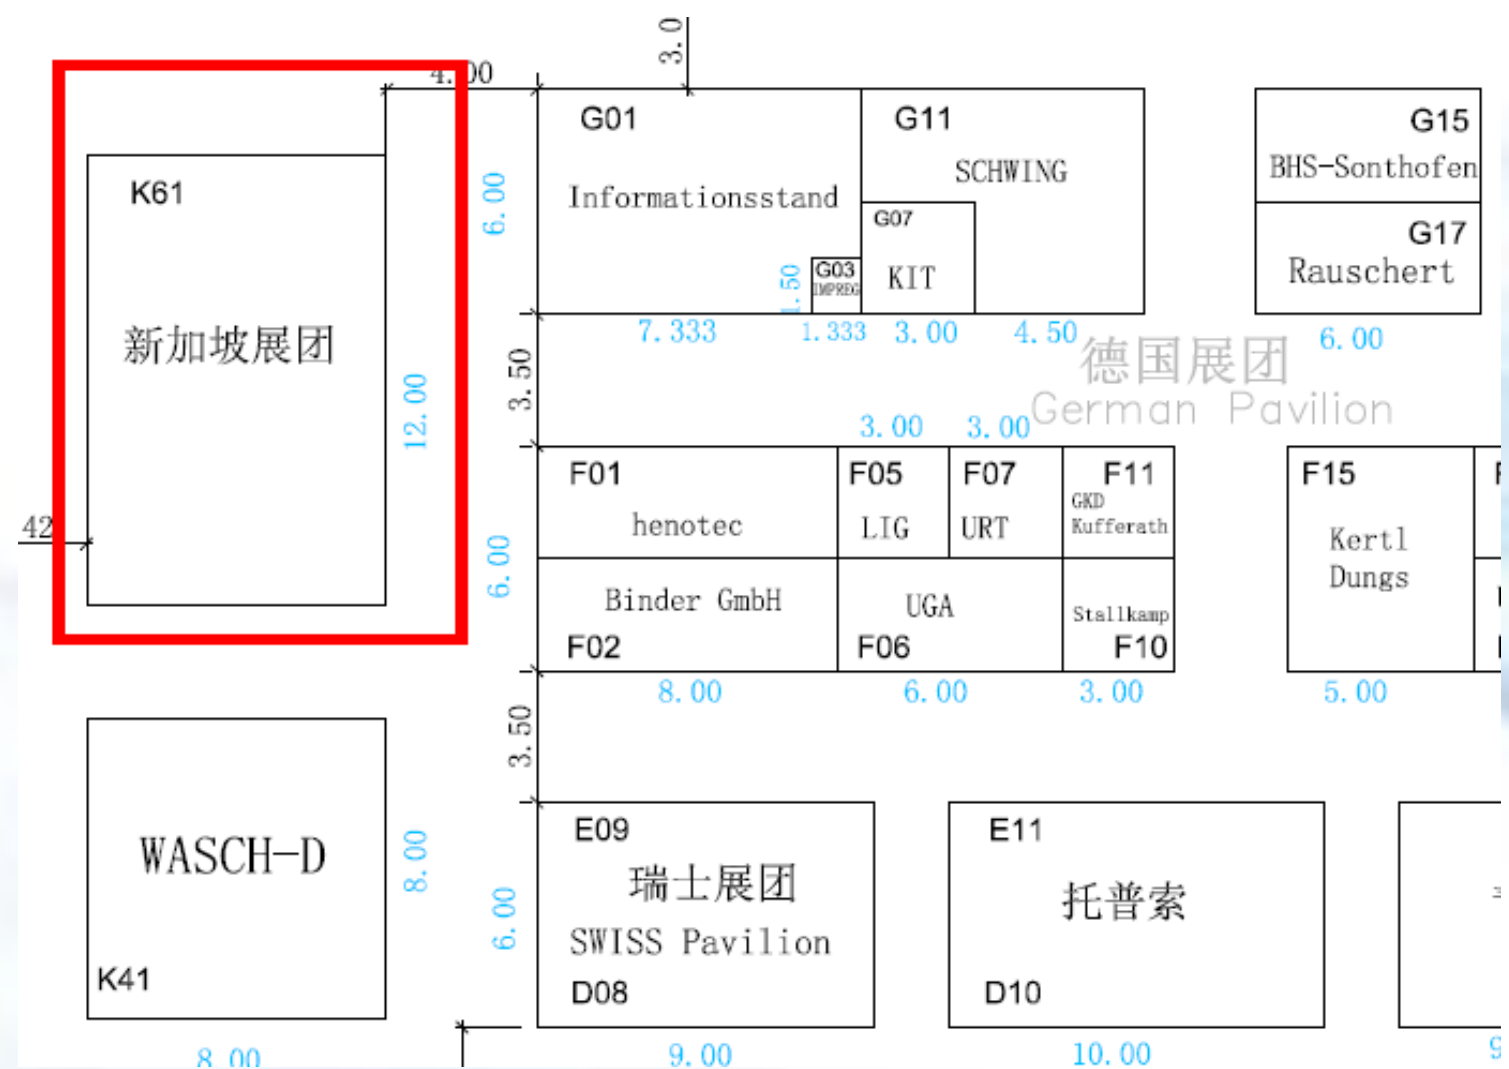 3.0
4.00
G01
G11
G15
K61
SCHWING
BHS-Sonthofen
Informationsstand
6.00
G07
G17
G03
IMPREG
KIT
Rauschert
1.50
7.333
1.333
3.00
4.50
6.00
新加坡展团
3.50
德国展团
German Pavilion
12.00
3.00
3.00
F01
F05
F07
F11
F15
GKD
Kufferath
henotec
LIG
URT
42
Kertl
Dungs
6.00
Binder GmbH
UGA
Stallkamp
F02
F06
F10
8.00
6.00
3.00
5.00
3.50
E09
E11
WASCH-D
8.00
瑞士展团
托普索
6.00
SWISS Pavilion
K41
D08
D10
8.00
9.00
10.00
9